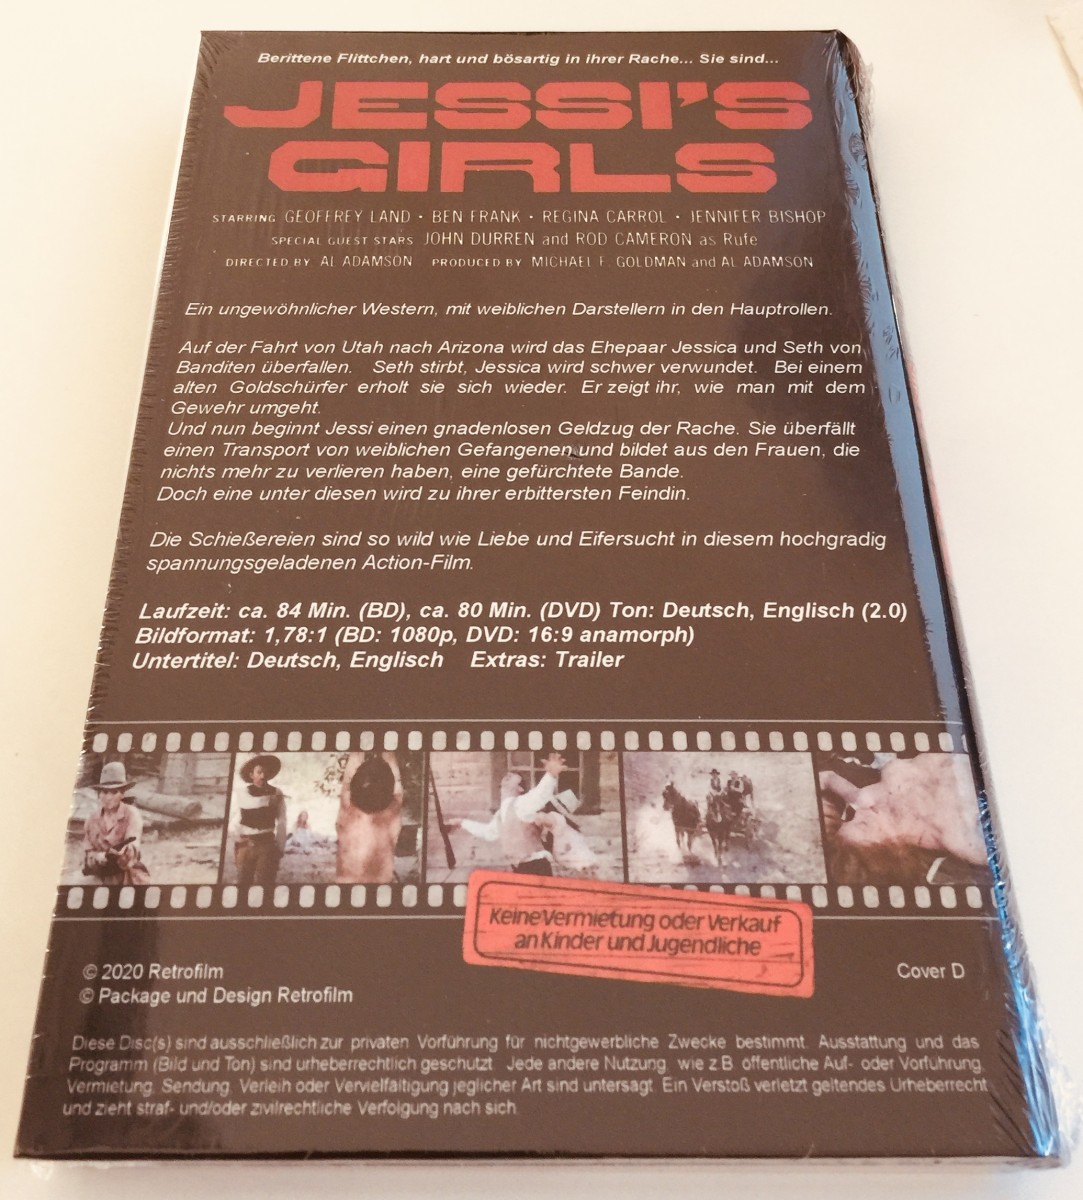 Berittene Flittchen, hart und bösartig in ihrer Rache... Sie sind...
JESSI'S
GIRLS
STARRING GEOFFREY LAND · BEN FRANK · REGINA CARROL · JENNIFER BISHOP
SPECIAL GUEST STARS JOHN DURREN and ROD CAMERON as Rufe
DIRECTED BY AL ADAMSON PRODUCED BY MICHAEL F. GOLDMAN and AL ADAMSON
Ein ungewöhnlicher Western, mit weiblichen Darstellern in den Hauptrollen.
Auf der Fahrt von Utah nach Arizona wird das Ehepaar Jessica und Seth von
Banditen überfallen. Seth stirbt, Jessica wird schwer verwundet. Bei einem
alten Goldschürfer erholt sie sich wieder. Er zeigt ihr, wie man mit dem
Gewehr umgeht.
Und nun beginnt Jessi einen gnadenlosen Geldzug der Rache. Sie überfällt
einen Transport von weiblichen Gefangenen und bildet aus den Frauen, die
nichts mehr zu verlieren haben, eine gefürchtete Bande.
Doch eine unter diesen wird zu ihrer erbittersten Feindin.
Die Schießereien sind so wild wie Liebe und Eifersucht in diesem hochgradig
spannungsgeladenen Action-Film.
Laufzeit: ca. 84 Min. (BD), ca. 80 Min. (DVD) Ton: Deutsch, Englisch (2.0)
Bildformat: 1,78:1 (BD: 1080p, DVD: 16:9 anamorph)
Untertitel: Deutsch, Englisch Extras: Trailer
Keine Vermietung oder Verkauf
an Kinder und Jugendliche
© 2020 Retrofilm
© Package und Design Retrofilm
Cover D
Diese Disc(s) sind ausschließlich zur privaten Vorführung für nichtgewerbliche Zwecke bestimmt. Ausstattung und das
Programm (Bild und Ton) sind urheberrechtlich geschützt. Jede andere Nutzung, wie z.B. öffentliche Auf- oder Vorführung,
Vermietung, Sendung, Verleih oder Vervielfältigung jeglicher Art sind untersagt. Ein Verstoß verletzt geltendes Urheberrecht
und zieht straf- und/oder zivilrechtliche Verfolgung nach sich.